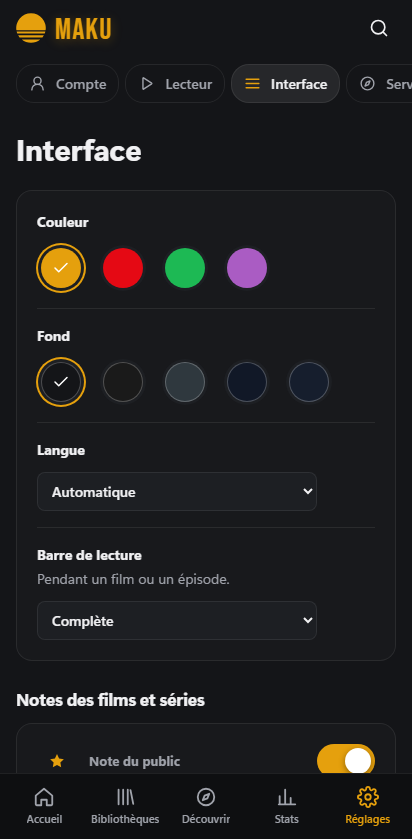 MAKU
Compte
Lecteur
Interface
Serv
Interface
Couleur
Fond
Langue
Automatique
Barre de lecture
Pendant un film ou un épisode.
Complète
Notes des films et séries
Note du public
Accueil
Bibliothèques
Découvrir
Stats
Réglages